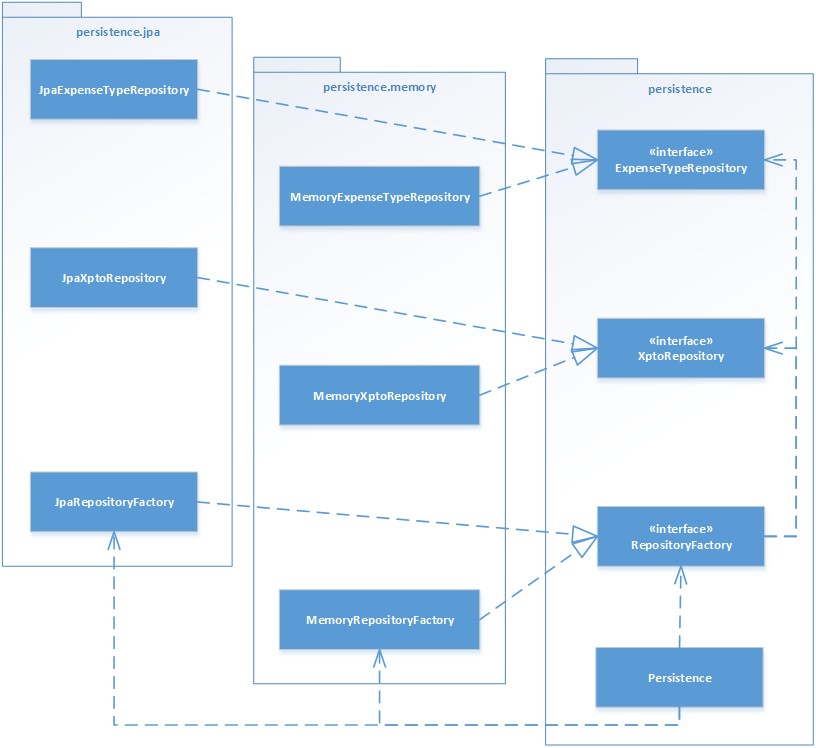 persistence.jpa
JpaExpenseTypeRepository
JpaXptoRepository
JpaRepositoryFactory
persistence.memory
MemoryExpenseTypeRepository
MemoryXptoRepository
MemoryRepositoryFactory
persistence
«interface»
ExpenseTypeRepository
«interface»
XptoRepository
«interface»
RepositoryFactory
Persistence